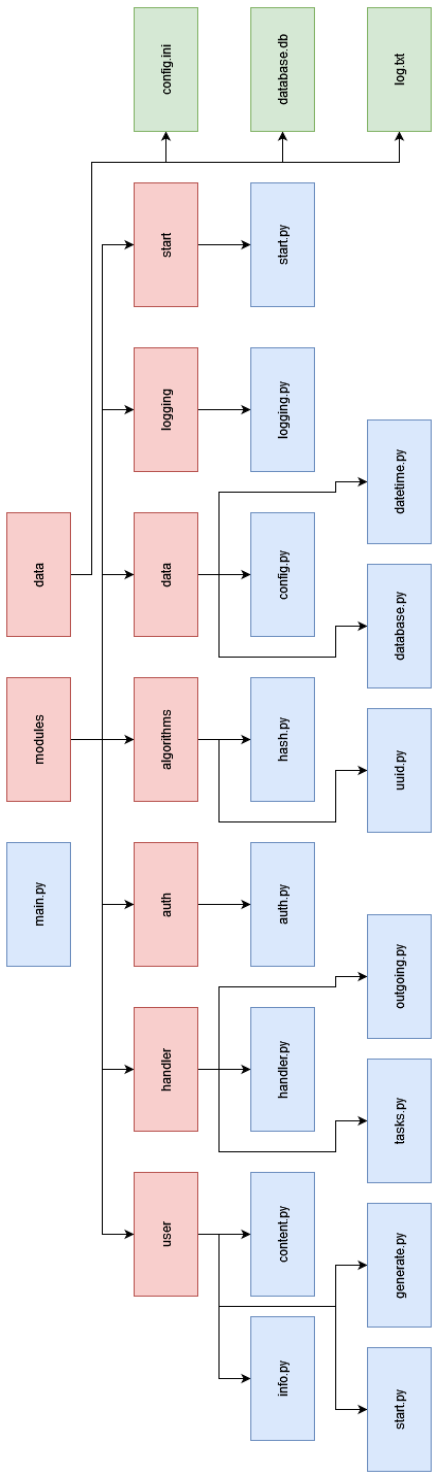 main.py
modules
data
user
handler
auth
algorithms
data
logging
start
config.ini
info.py
content.py
handler.py
auth.py
hash.py
config.py
logging.py
start.py
database.db
start.py
generate.py
tasks.py
outgoing.py
uuid.py
database.py
datetime.py
log.txt